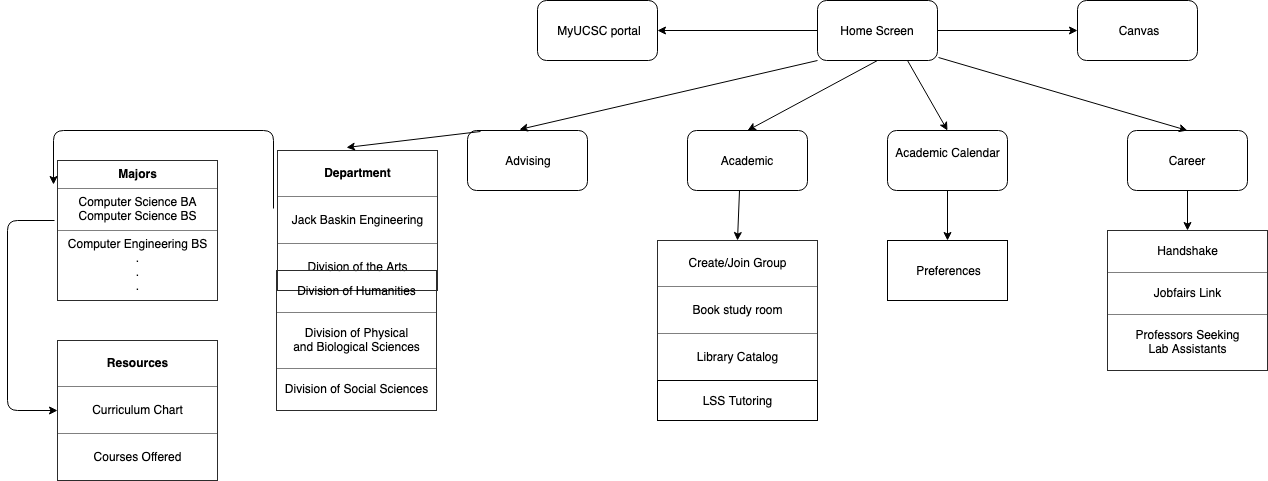 MyUCSC portal
Home Screen
Canvas
Advising
Academic
Academic Calendar
Career
Majors
Computer Science BA
Computer Science BS
Computer Engineering BS
.
.
.
Department
Jack Baskin Engineering
Division of the Arts
Division of Humanities
Division of Physical
and Biological Sciences
Division of Social Sciences
Resources
Curriculum Chart
Courses Offered
Create/Join Group
Book study room
Library Catalog
LSS Tutoring
Preferences
Handshake
Jobfairs Link
Professors Seeking
Lab Assistants